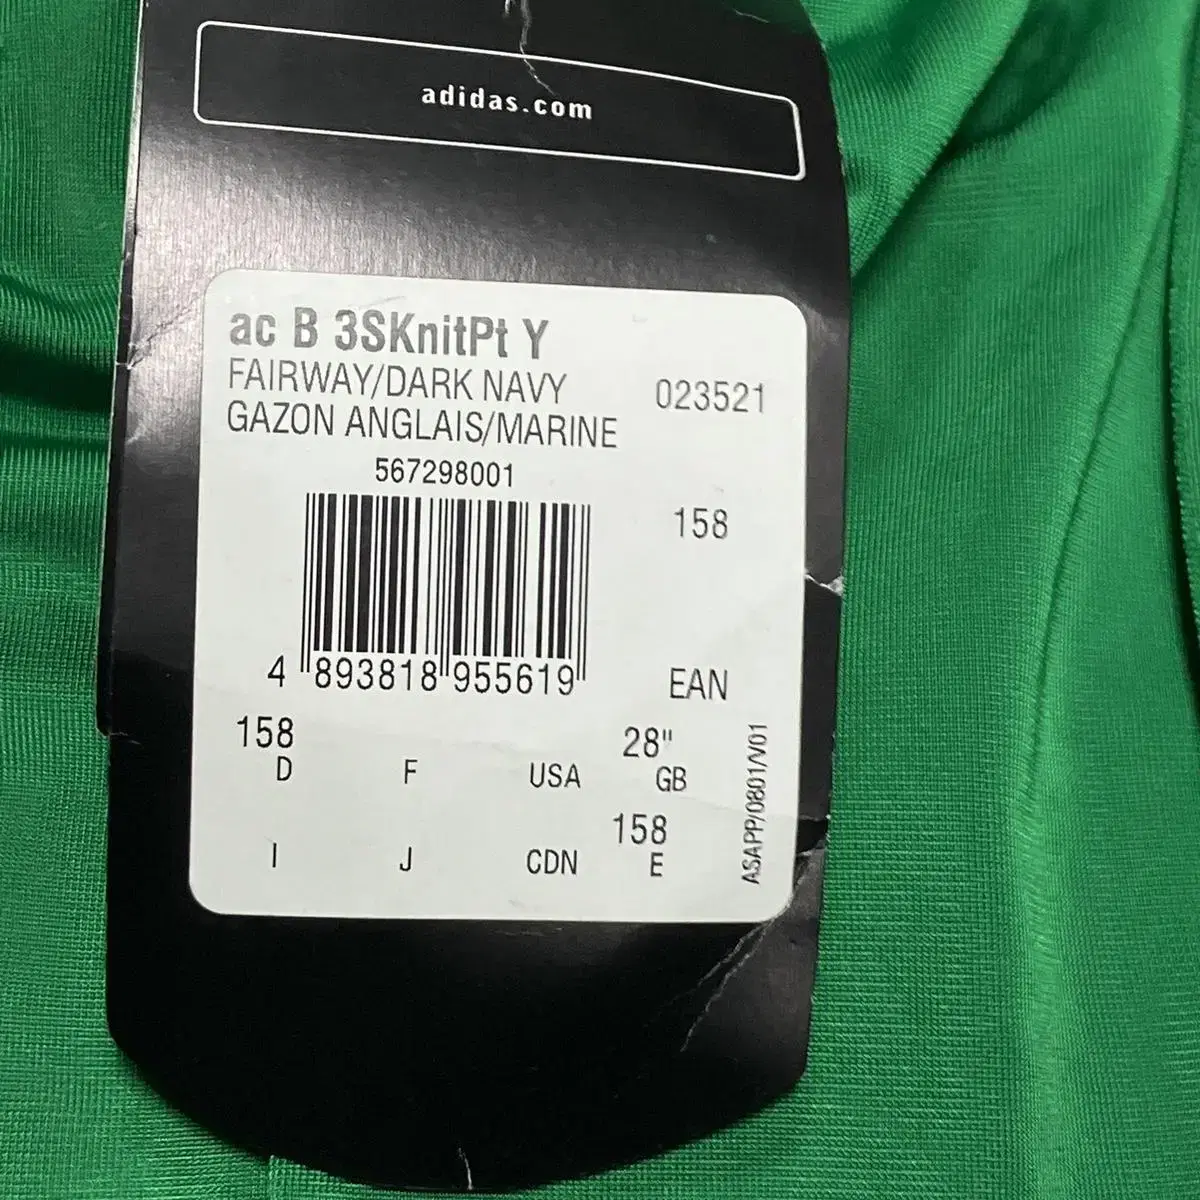 adidas.com
ac B 3SKnitPt Y
FAIRWAY/DARK NAVY
GAZON ANGLAIS/MARINE
023521
567298001
158
4 893818 955619
EAN
158 28"
D F USA GB
158
I J CDN E
ASAPP/0801/V01